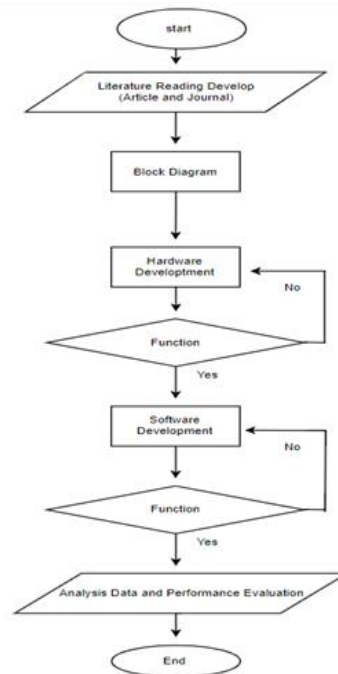 start
Literature Reading Develop
(Article and Journal)
Block Diagram
Hardware
Developtment
No
Function
Yes
Software
Development
No
Function
Yes
Analysis Data and Performance Evaluation
End